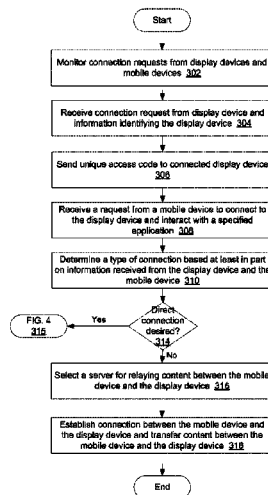 Start
Monitor connection requests from display devices and
mobile devices 302
Receive connection request from display device and
information identifying the display device 304
Send unique access code to connected display device
306
Receive a request from a mobile device to connect to
the display device and interact with a specified
application 308
Determine a type of connection based at least in part
on information received from the display device and the
mobile device 310
Direct
connection
desired?
314
Yes
FIG. 4
315
No
Select a server for relaying content between the mobile
device and the display device 316
Establish connection between the mobile device and
the display device and transfer content between the
mobile device and the display device 318
End